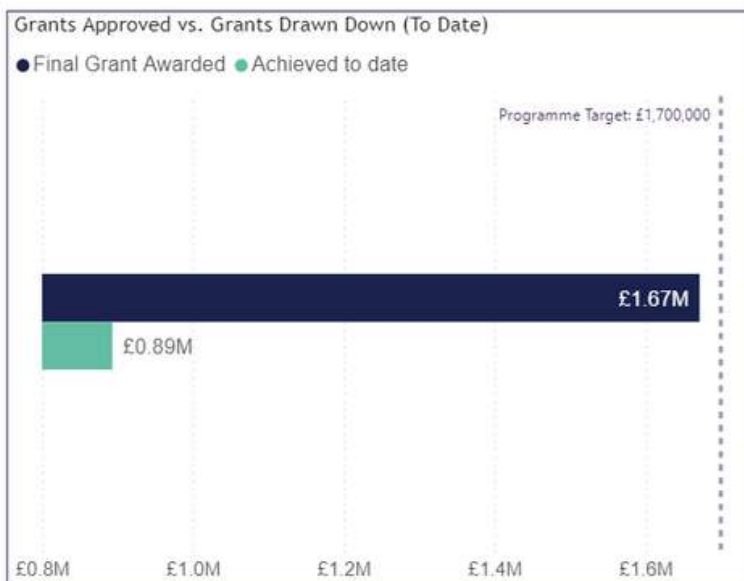 Grants Approved vs. Grants Drawn Down (To Date)
Final Grant Awarded Achieved to date
Programme Target: £1,700,000
£1.67M
£0.89M
£0.8M £1.0M £1.2M £1.4M £1.6M